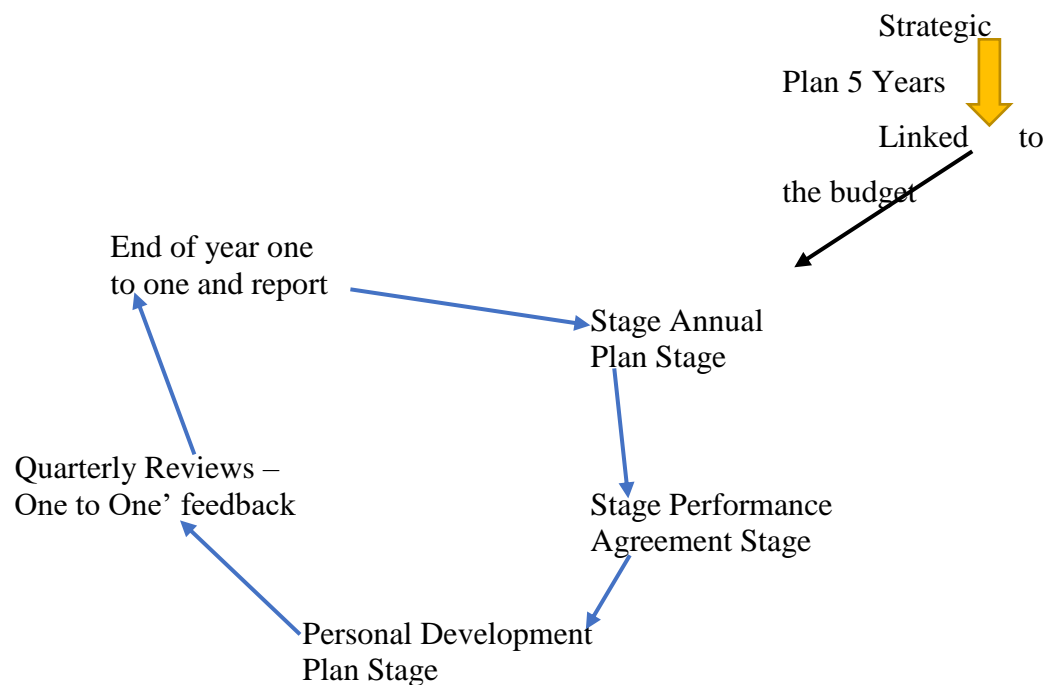 Strategic
Plan 5 Years
Linked to
the budget
End of year one
to one and report
Stage Annual
Plan Stage
Quarterly Reviews –
One to One’ feedback
Stage Performance
Agreement Stage
Personal Development
Plan Stage